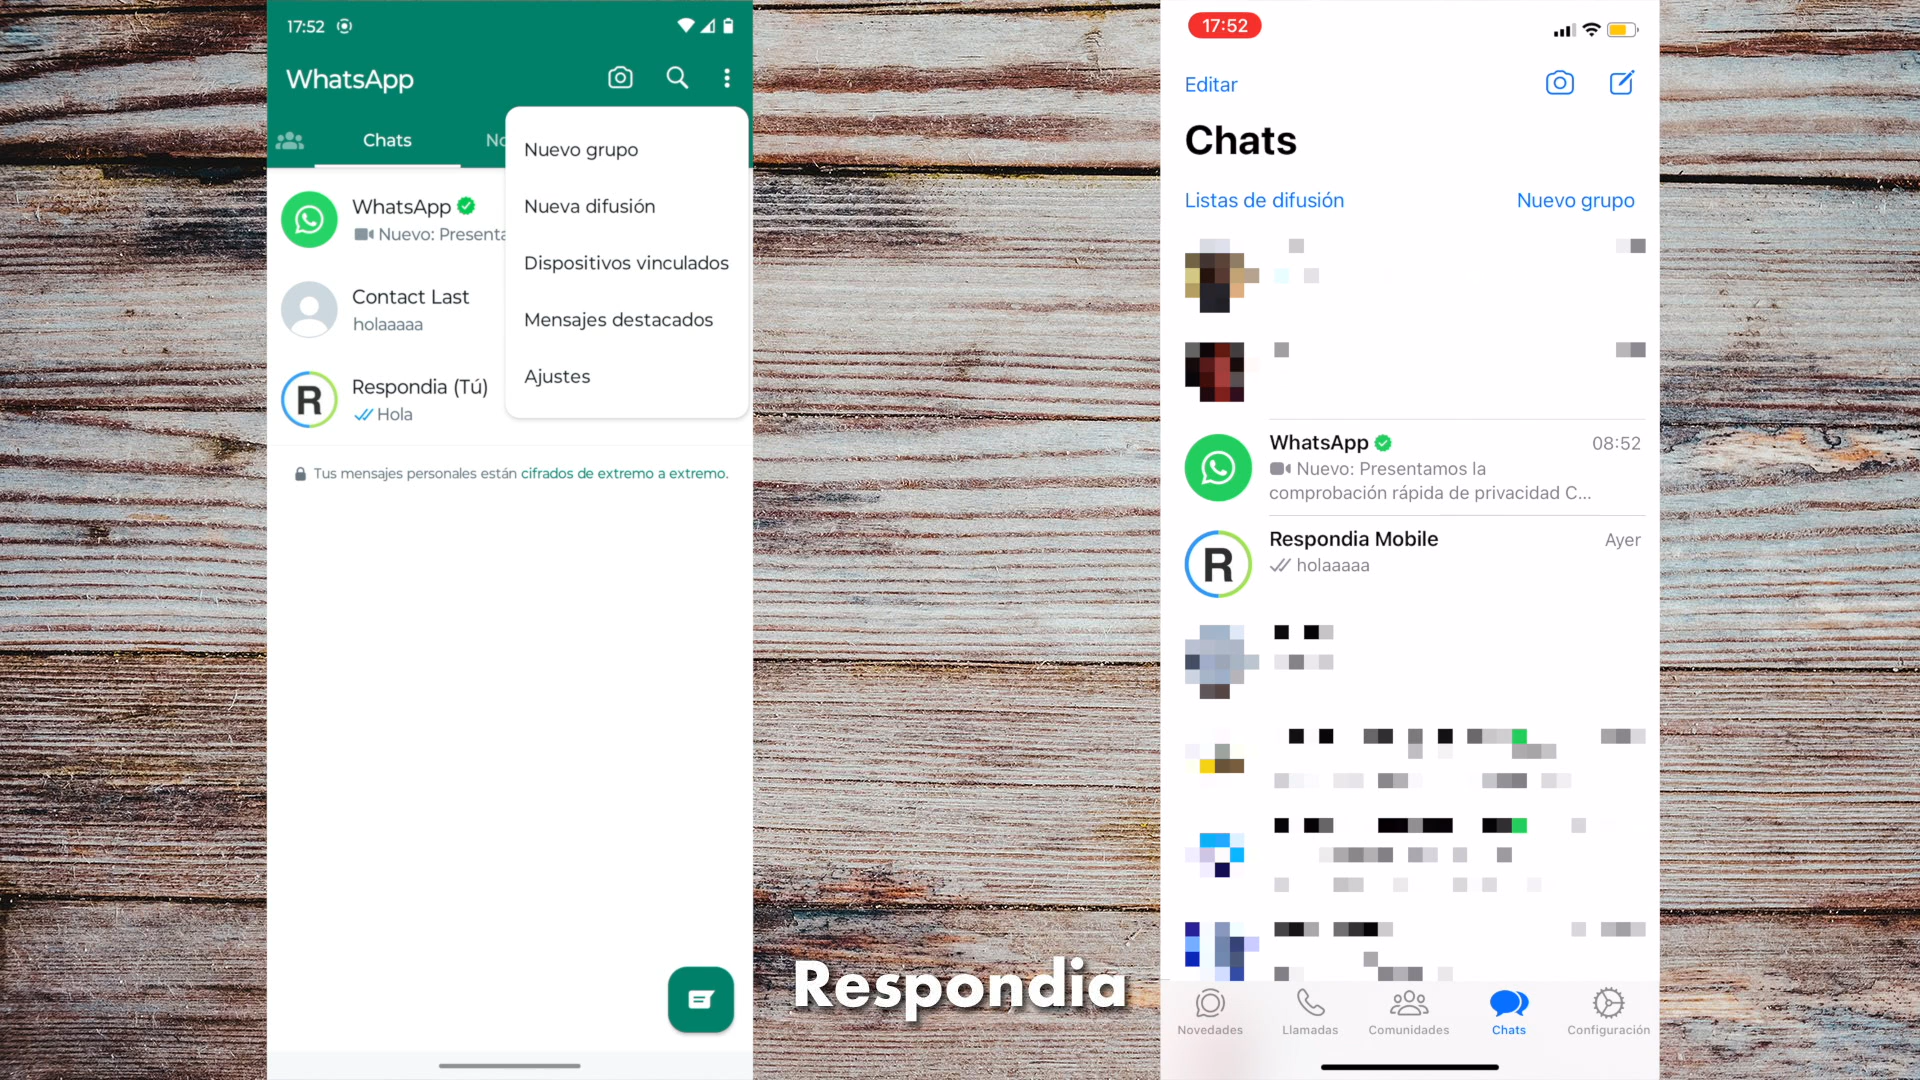 17:52
WhatsApp
Chats
No
Nuevo grupo
Nueva difusión
Dispositivos vinculados
Mensajes destacados
Ajustes
WhatsApp
Nuevo: Presenta
Contact Last
holaaaaa
R
Respondia (Tú)
Hola
Tus mensajes personales están cifrados de extremo a extremo.
Respondia
17:52
Editar
Chats
Listas de difusión
Nuevo grupo
WhatsApp
08:52
Nuevo: Presentamos la
comprobación rápida de privacidad C...
R
Respondia Mobile
Ayer
holaaaaa
Novedades
Llamadas
Comunidades
Chats
Configuración